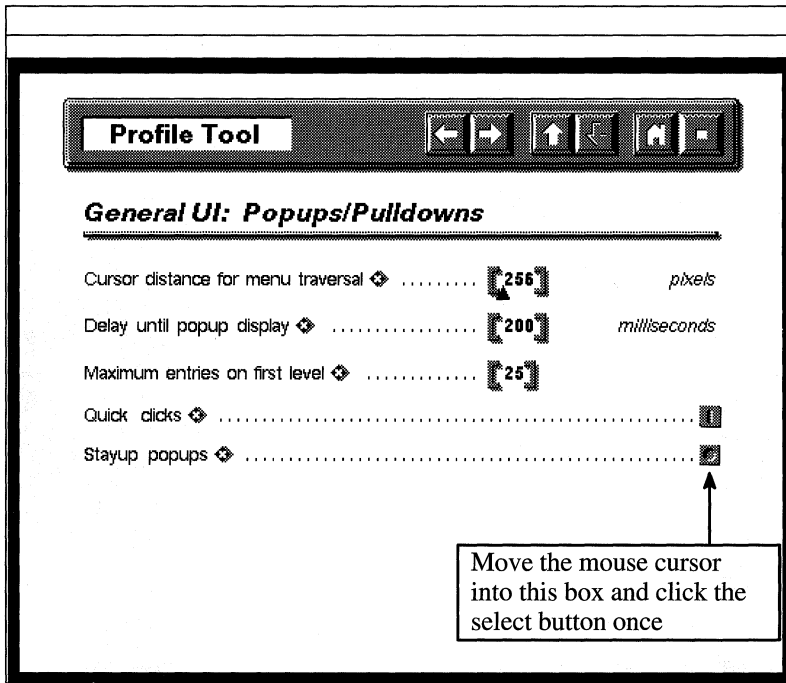 Profile Tool
General UI: Popups/Pulldowns
Cursor distance for menu traversal ......... [256] pixels
Delay until popup display ................. [200] milliseconds
Maximum entries on first level ............. [25]
Quick clicks ........................................................
Stayup popups .....................................................
Move the mouse cursor
into this box and click the
select button once